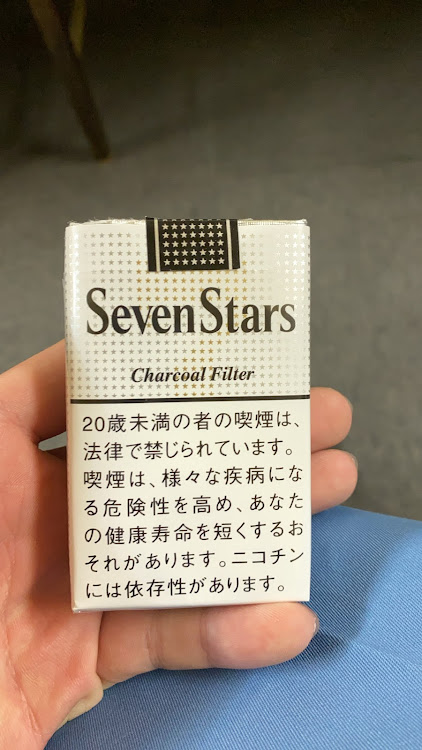 Seven Stars
Charcoal Filter
20歳未満の者の喫煙は、
法律で禁じられています。
喫煙は、様々な疾病にな
る危険性を高め、あなた
の健康寿命を短くするお
それがあります。ニコチン
には依存性があります。